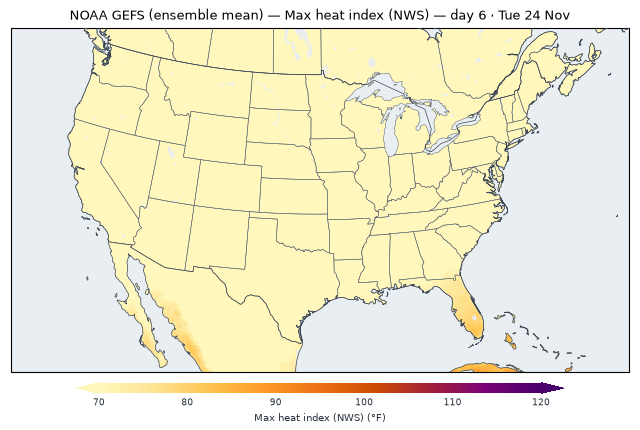 NOAA GEFS (ensemble mean) — Max heat index (NWS) — day 6 · Tue 24 Nov
70 80 90 100 110 120
Max heat index (NWS) (°F)